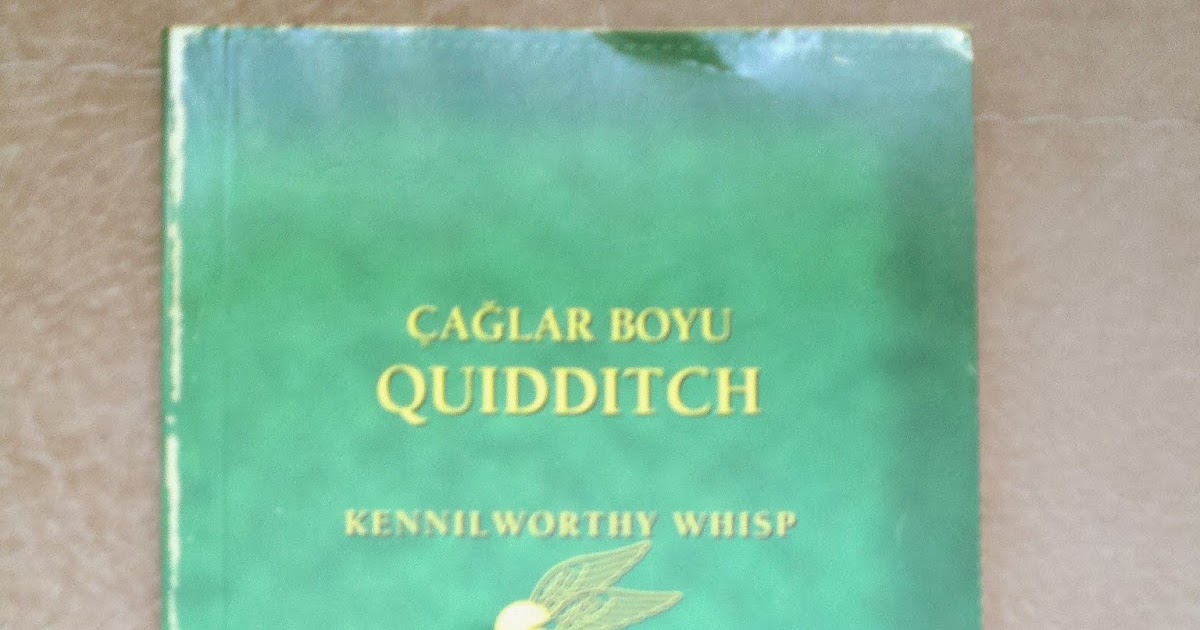 ÇAĞLAR BOYU
QUIDDITCH
KENNILWORTHY WHISP